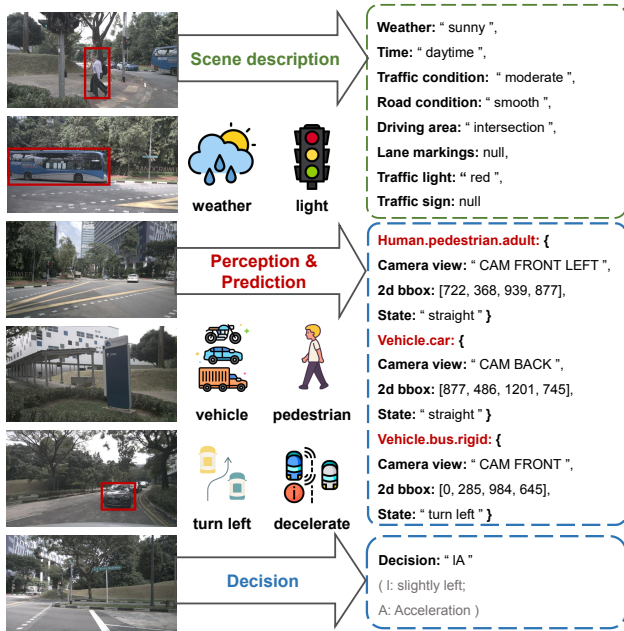 Scene description
Weather: “ sunny ”,
Time: “ daytime ”,
Traffic condition: “ moderate ”,
Road condition: “ smooth ”,
Driving area: “ intersection ”,
Lane markings: null,
Traffic light: “ red ”,
Traffic sign: null
weather
light
Perception &
Prediction
Human.pedestrian.adult: {
Camera view: “ CAM FRONT LEFT ”,
2d bbox: [722, 368, 939, 877],
State: “ straight ” }
Vehicle.car: {
Camera view: “ CAM BACK ”,
2d bbox: [877, 486, 1201, 745],
State: “ straight ” }
Vehicle.bus.rigid: {
Camera view: “ CAM FRONT ”,
2d bbox: [0, 285, 984, 645],
State: “ turn left ” }
vehicle
pedestrian
turn left
decelerate
Decision
Decision: “ lA ”
( l: slightly left;
A: Acceleration )